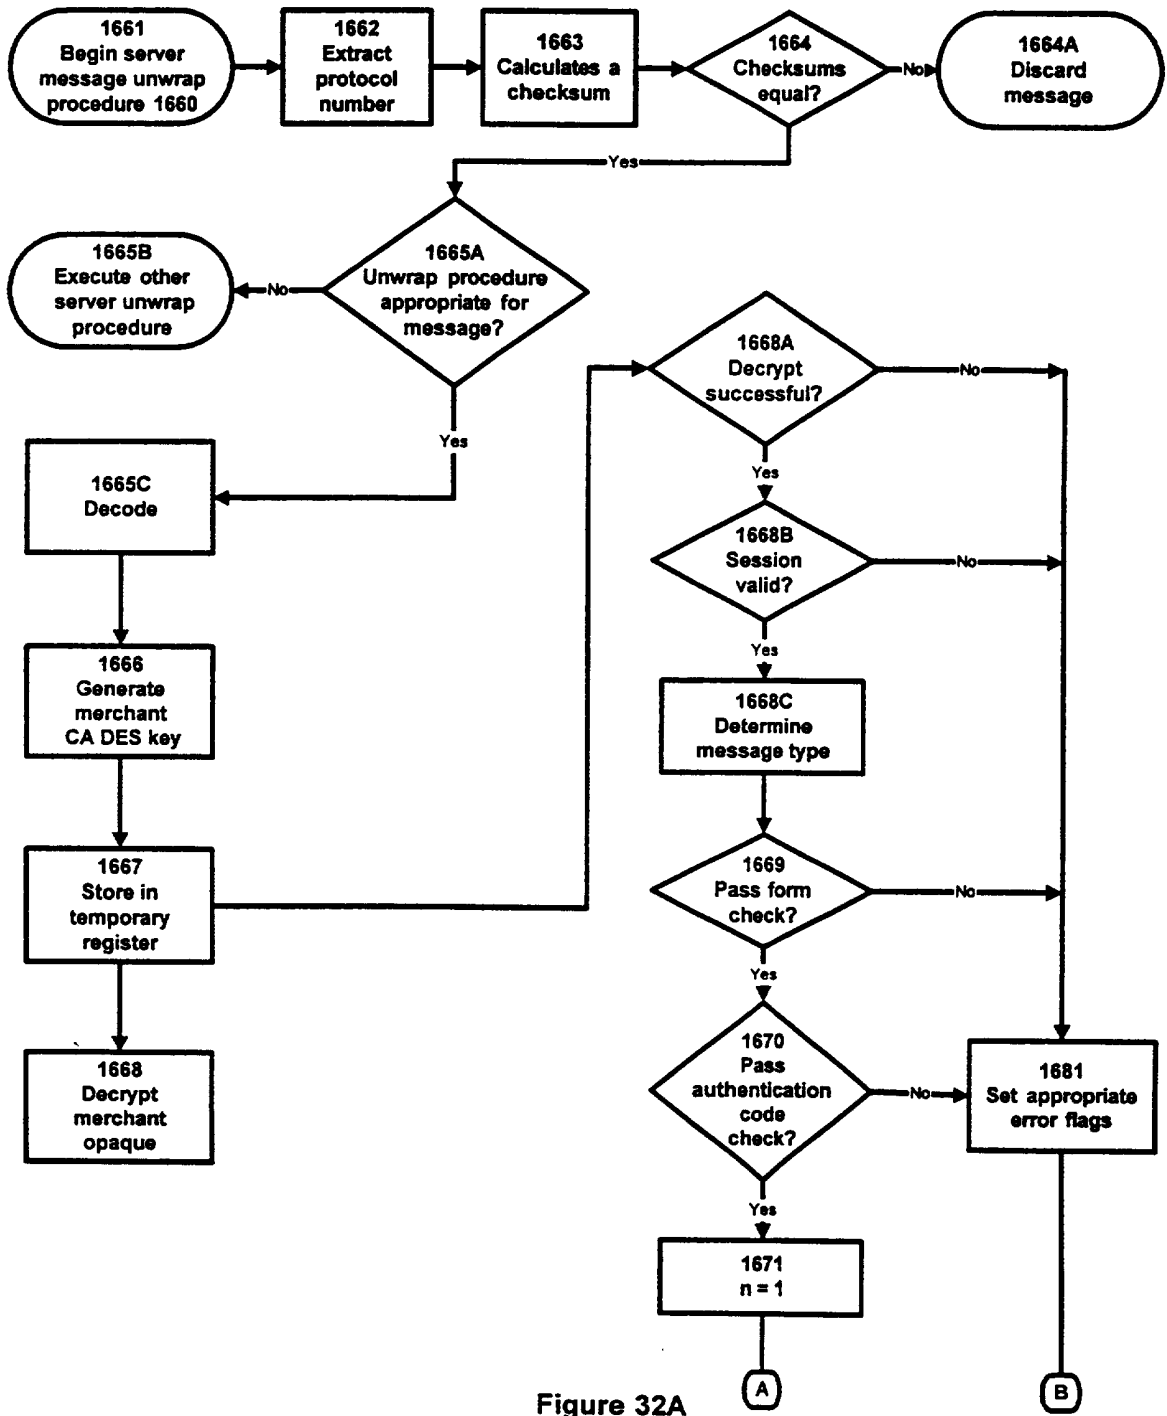 1661
Begin server
message unwrap
procedure 1660
1662
Extract
protocol
number
1663
Calculates a
checksum
1664
Checksums
equal?
No
1664A
Discard
message
Yes
1665A
Unwrap procedure
appropriate for
message?
No
1665B
Execute other
server unwrap
procedure
Yes
1665C
Decode
1666
Generate
merchant
CA DES key
1667
Store in
temporary
register
1668
Decrypt
merchant
opaque
1668A
Decrypt
successful?
No
Yes
1668B
Session
valid?
No
Yes
1668C
Determine
message type
1669
Pass form
check?
No
Yes
1670
Pass
authentication
code
check?
No
1681
Set appropriate
error flags
Yes
1671
n = 1
A
B
Figure 32A